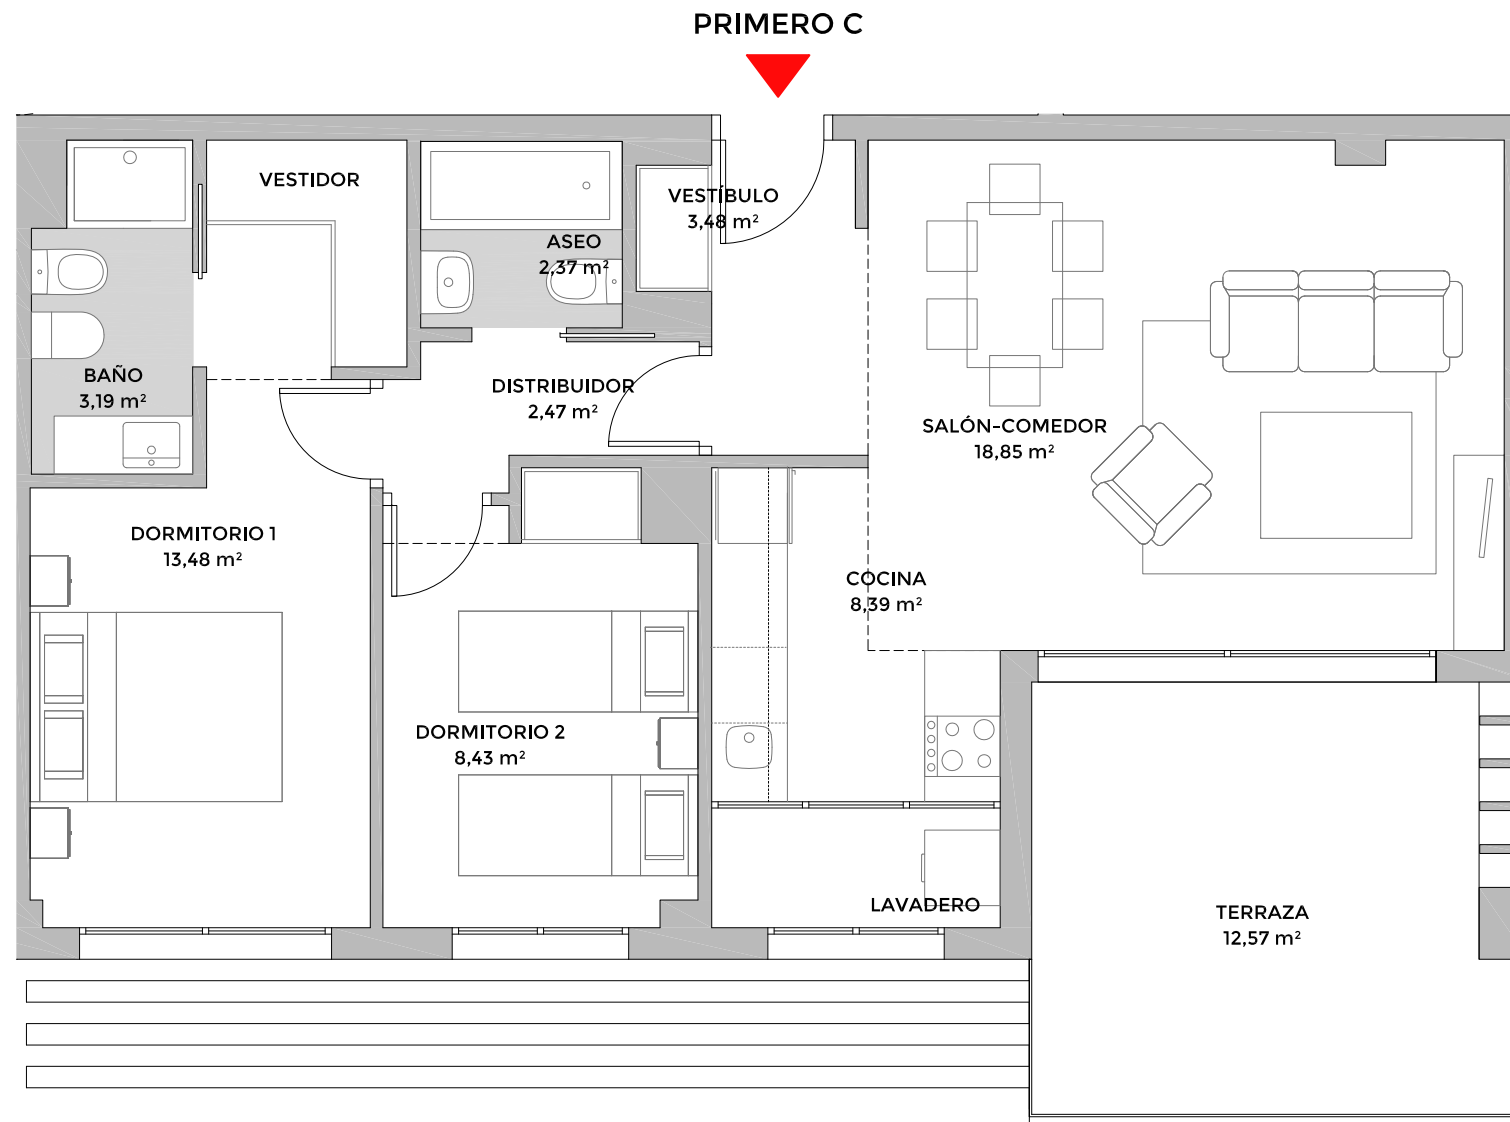 PRIMERO C
VESTIDOR
VESTÍBULO
3,48 m²
ASEO
2,37 m²
BAÑO
3,19 m²
DISTRIBUIDOR
2,47 m²
SALÓN-COMEDOR
18,85 m²
DORMITORIO 1
13,48 m²
COCINA
8,39 m²
DORMITORIO 2
8,43 m²
LAVADERO
TERRAZA
12,57 m²